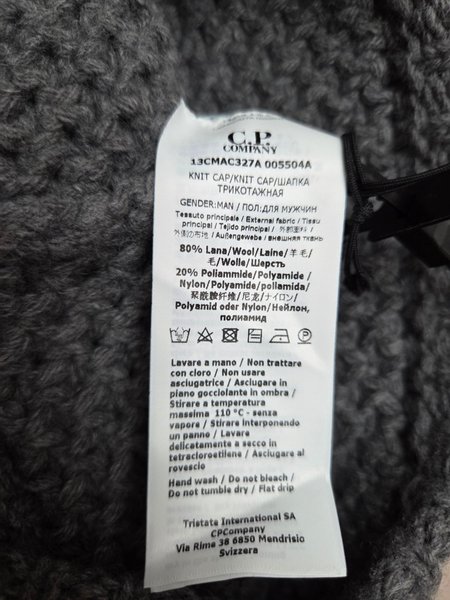 C.P.
COMPANY
13CMAC327A 005504A
KNIT CAP/KNIT CAP/ШАПКА
ТРИКОТАЖНАЯ
GENDER:MAN / ПОЛ:ДЛЯ МУЖЧИН
Tessuto principale / External fabric / Tissu
principal / Tejido principal / 外部面料 /
外側の布地 / Außengewebe / внешняя ткань
80% Lana/Wool/Laine/羊毛/
毛/Wolle/Шерсть
20% Poliammide/Polyamide /
Nylon/Polyamide/poliamida/
聚酰胺纤维/尼龙/ナイロン/
Polyamid oder Nylon/Нейлон,
полиамид
Lavare a mano / Non trattare
con cloro / Non usare
asciugatrice / Asciugare in
piano gocciolante in ombra /
Stirare a temperatura
massima 110 °C - senza
vapore / Stirare interponendo
un panno / Lavare
delicatamente a secco in
tetracloroetilene / Asciugare al
rovescio
Hand wash / Do not bleach /
Do not tumble dry / Flat drip
Tristate International SA
CPCompany
Via Rime 38 6850 Mendrisio
Svizzera